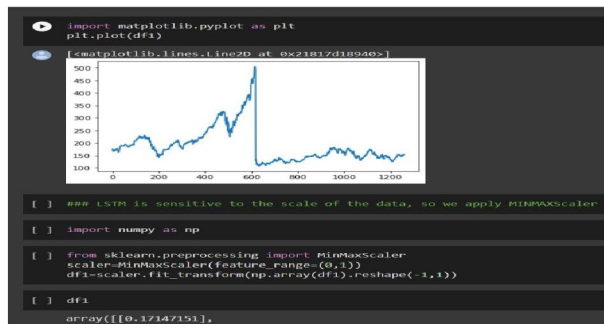 import matplotlib.pyplot as plt
plt.plot(df1)
[<matplotlib.lines.Line2D at 0x21817d18940>]
500
450
400
350
300
250
200
150
100
0 200 400 600 800 1000 1200
[ ] ### LSTM is sensitive to the scale of the data, so we apply MINMAXScaler
[ ] import numpy as np
[ ] from sklearn.preprocessing import MinMaxScaler
scaler=MinMaxScaler(feature_range=(0,1))
df1=scaler.fit_transform(np.array(df1).reshape(-1,1))
[ ] df1
array([[0.17147151],